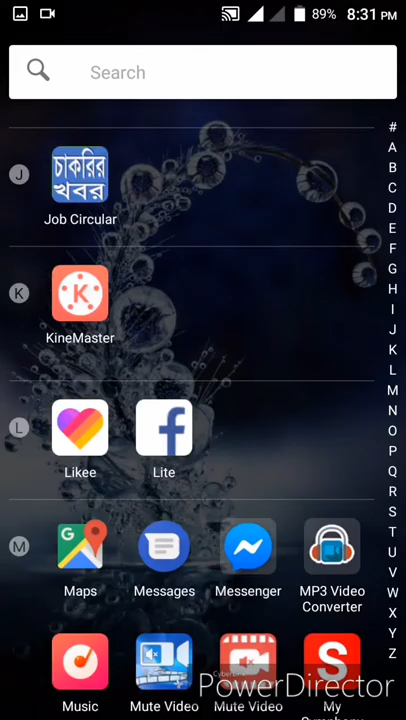 89% 8:31 PM
Search
#
A
B
C
D
E
F
G
H
I
J
K
L
M
N
O
P
Q
R
S
T
U
V
W
X
Y
Z
J
চাকরির
খবর
Job Circular
K
K
KineMaster
L
f
Likee Lite
M
G
Maps Messages Messenger MP3 Video
Converter
S
Music Mute Video Mute Video My
PowerDirector